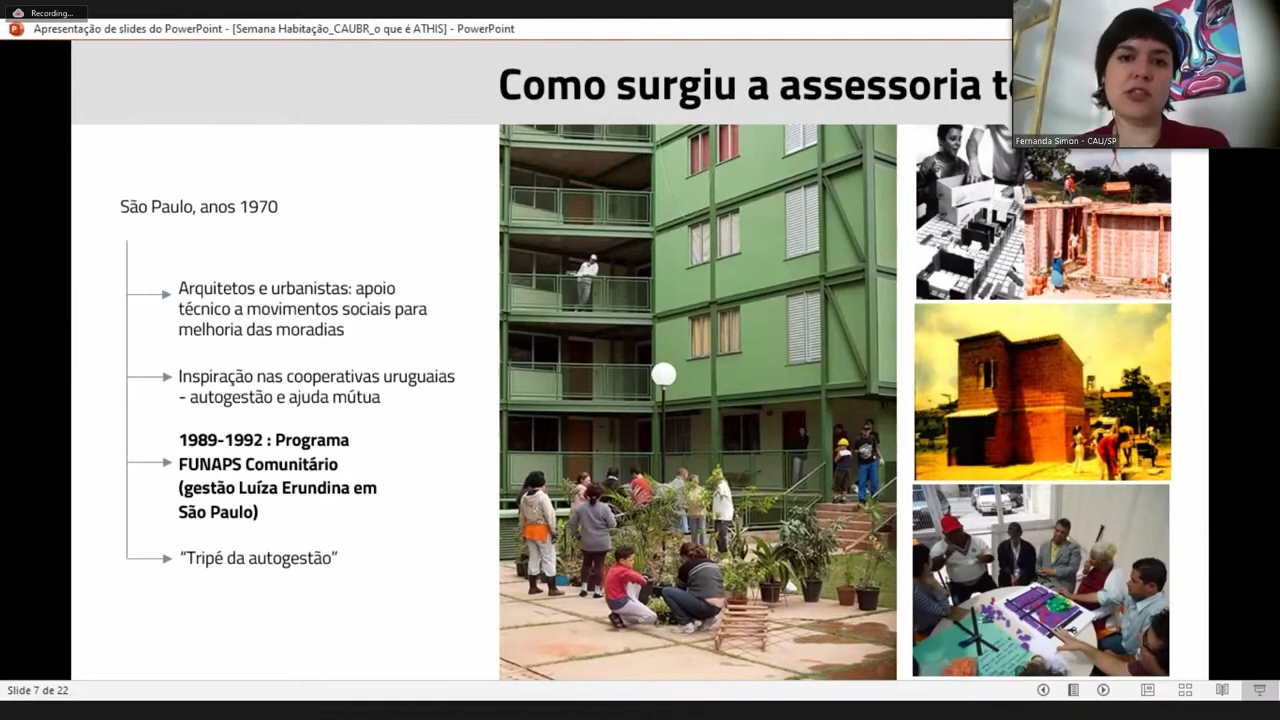 Recording...
Apresentação de slides do PowerPoint - [Semana Habitação_CAUBR_o que é ATHIS] - PowerPoint
Como surgiu a assessoria
Fernanda Simon - CAU/SP
São Paulo, anos 1970
Arquitetos e urbanistas: apoio
técnico a movimentos sociais para
melhoria das moradias
Inspiração nas cooperativas uruguaias
- autogestão e ajuda mútua
1989-1992 : Programa
FUNAPS Comunitário
(gestão Luíza Erundina em
São Paulo)
“Tripé da autogestão”
Slide 7 de 22